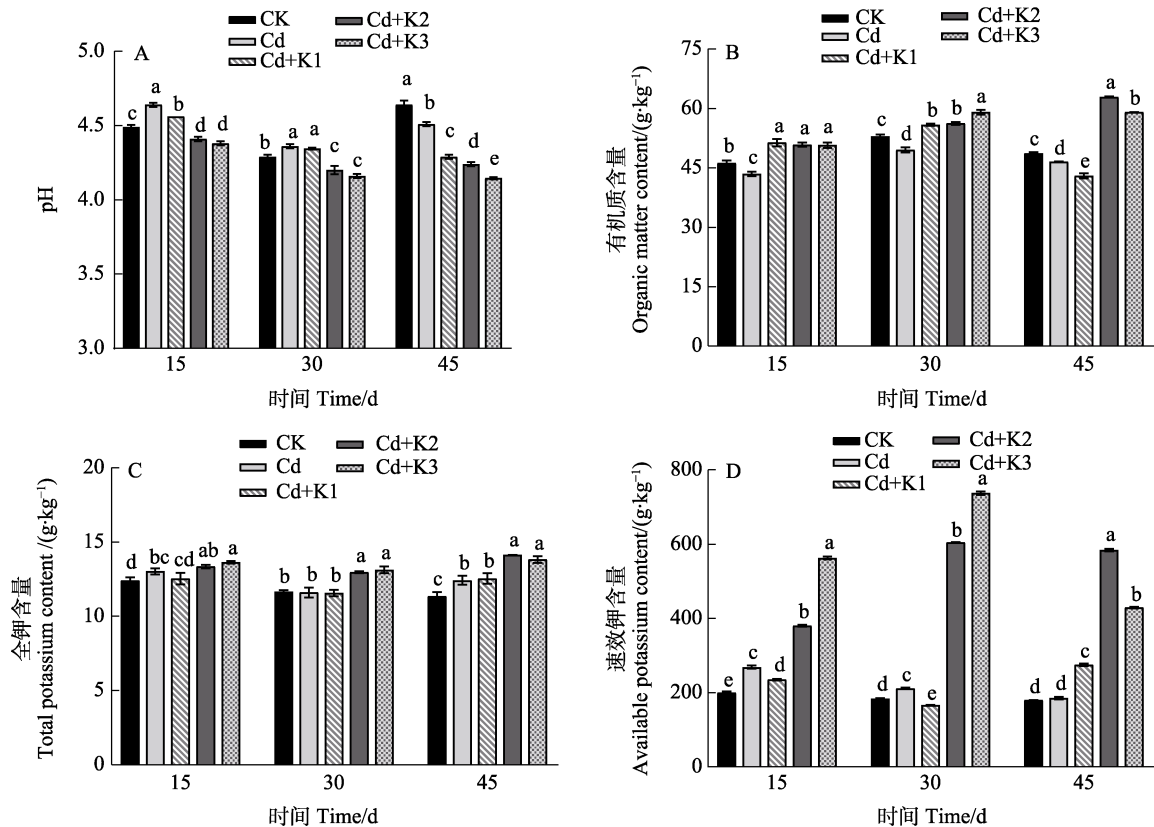 CK
Cd
Cd+K1
Cd+K2
Cd+K3
A
5.0
4.5
4.0
3.5
3.0
pH
c a b d d
a a a c c
a b c d e
15 30 45
时间 Time/d
CK
Cd
Cd+K1
Cd+K2
Cd+K3
B
75
60
45
30
15
0
有机质含量
Organic matter content/(g·kg⁻¹)
b c a a a
c d b b a
c d e a b
15 30 45
时间 Time/d
CK
Cd
Cd+K1
Cd+K2
Cd+K3
C
20
15
10
5
0
全钾含量
Total potassium content /(g·kg⁻¹)
d bc cd ab a
b b b a a
c b b a a
15 30 45
时间 Time/d
CK
Cd
Cd+K1
Cd+K2
Cd+K3
D
800
600
400
200
0
速效钾含量
Available potassium content/(g·kg⁻¹)
e c d b a
d c e b a
d d c a b
15 30 45
时间 Time/d